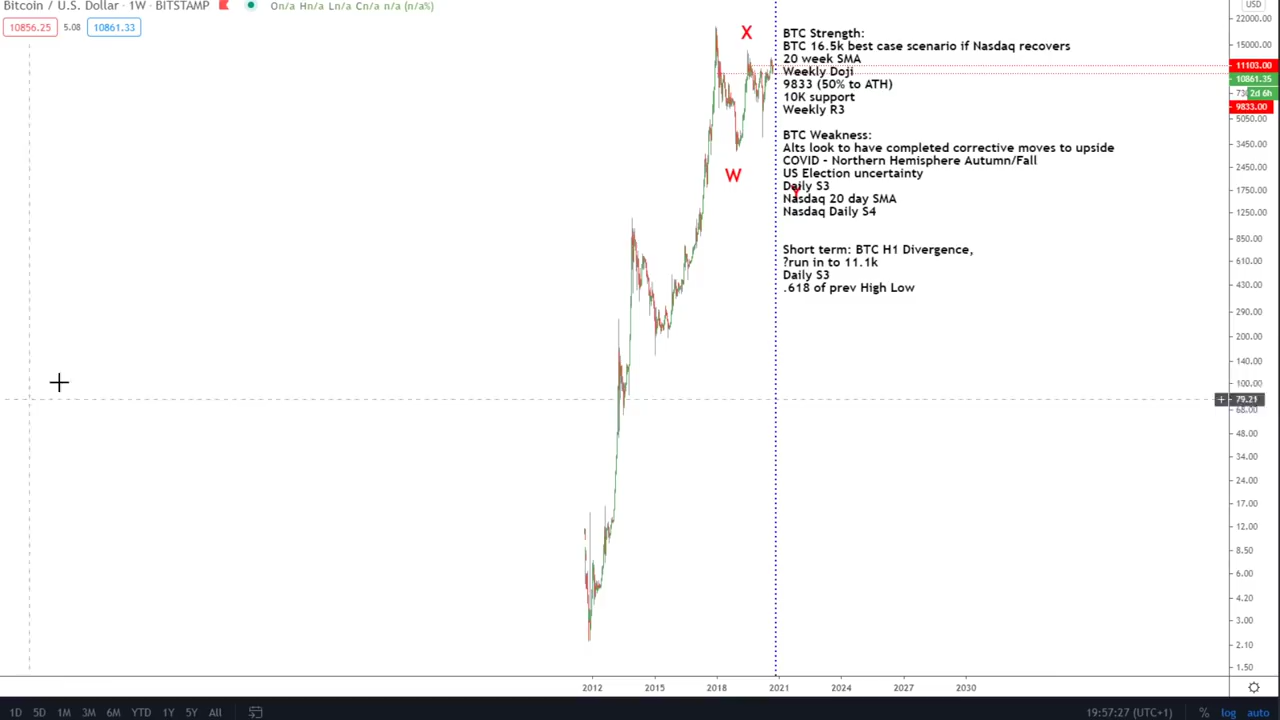 Bitcoin / U.S. Dollar · 1W · BITSTAMP
On/a Hn/a Ln/a Cn/a n/a (n/a%)
10856.25
5.08
10861.33
X
W
Y
BTC Strength:
BTC 16.5k best case scenario if Nasdaq recovers
20 week SMA
Weekly Doji
9833 (50% to ATH)
10K support
Weekly R3
BTC Weakness:
Alts look to have completed corrective moves to upside
COVID - Northern Hemisphere Autumn/Fall
US Election uncertainty
Daily S3
Nasdaq 20 day SMA
Nasdaq Daily S4
Short term: BTC H1 Divergence,
?run in to 11.1k
Daily S3
.618 of prev High Low
USD
22000.00
15000.00
11103.00
10861.35
2d 6h
9833.00
5050.00
3450.00
2450.00
1750.00
1250.00
850.00
610.00
430.00
290.00
200.00
140.00
100.00
79.21
68.00
48.00
34.00
24.00
17.00
12.00
8.50
6.00
4.20
3.00
2.10
1.50
2012 2015 2018 2021 2024 2027 2030
1D 5D 1M 3M 6M YTD 1Y 5Y All
19:57:27 (UTC+1) % log auto